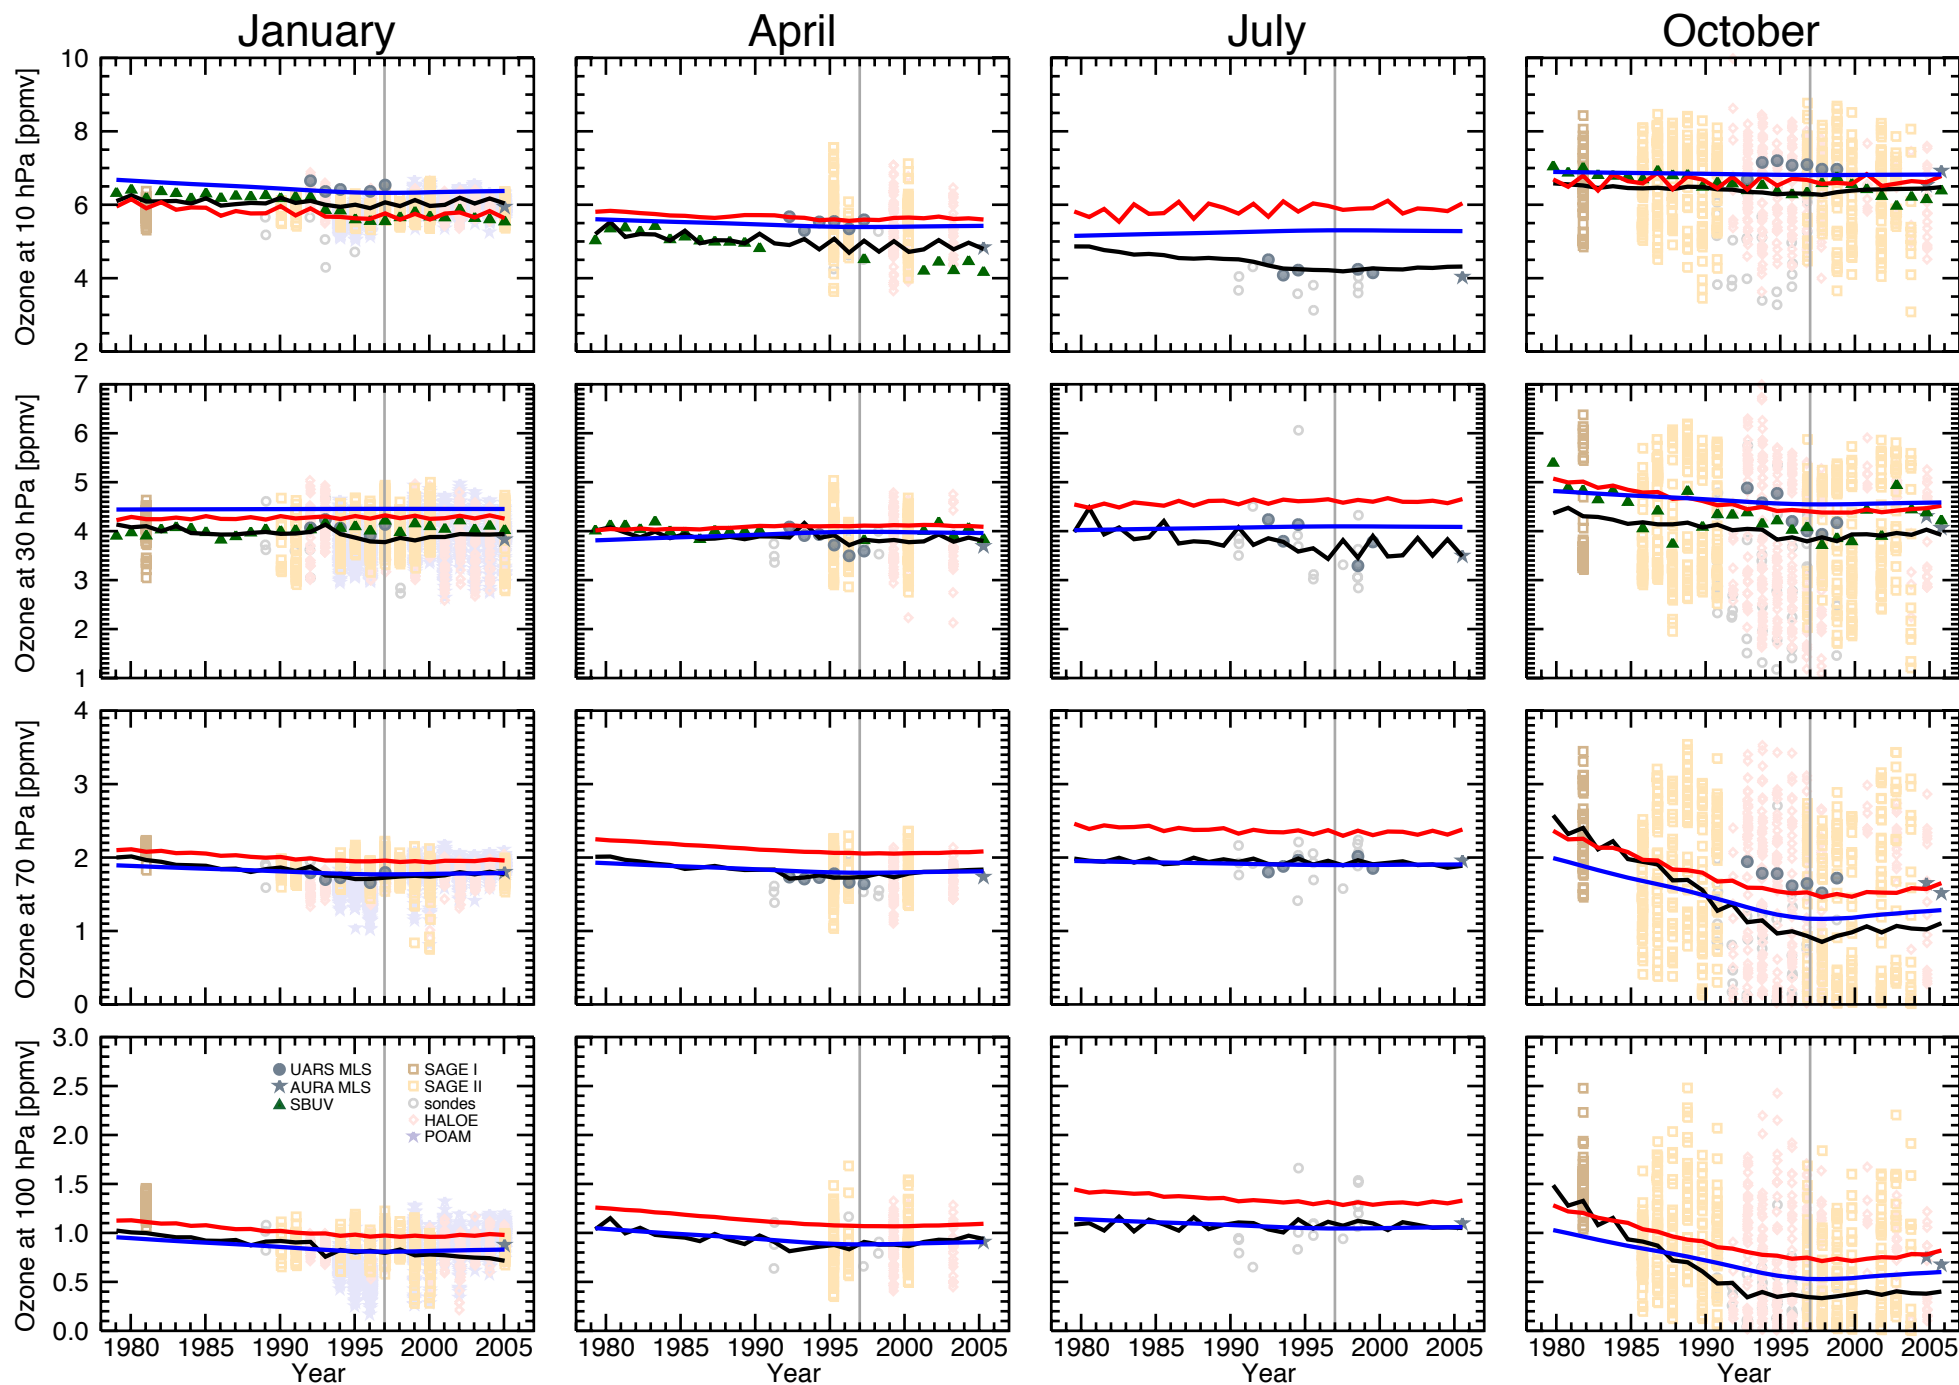 January April July October
Ozone at 10 hPa [ppmv]
10
8
6
4
2
Ozone at 30 hPa [ppmv]
7
6
5
4
3
2
1
Ozone at 70 hPa [ppmv]
4
3
2
1
0
Ozone at 100 hPa [ppmv]
3.0
2.5
2.0
1.5
1.0
0.5
0.0
UARS MLS
AURA MLS
SBUV
SAGE I
SAGE II
sondes
HALOE
POAM
1980 1985 1990 1995 2000 2005 1980 1985 1990 1995 2000 2005 1980 1985 1990 1995 2000 2005 1980 1985 1990 1995 2000 2005
Year Year Year Year